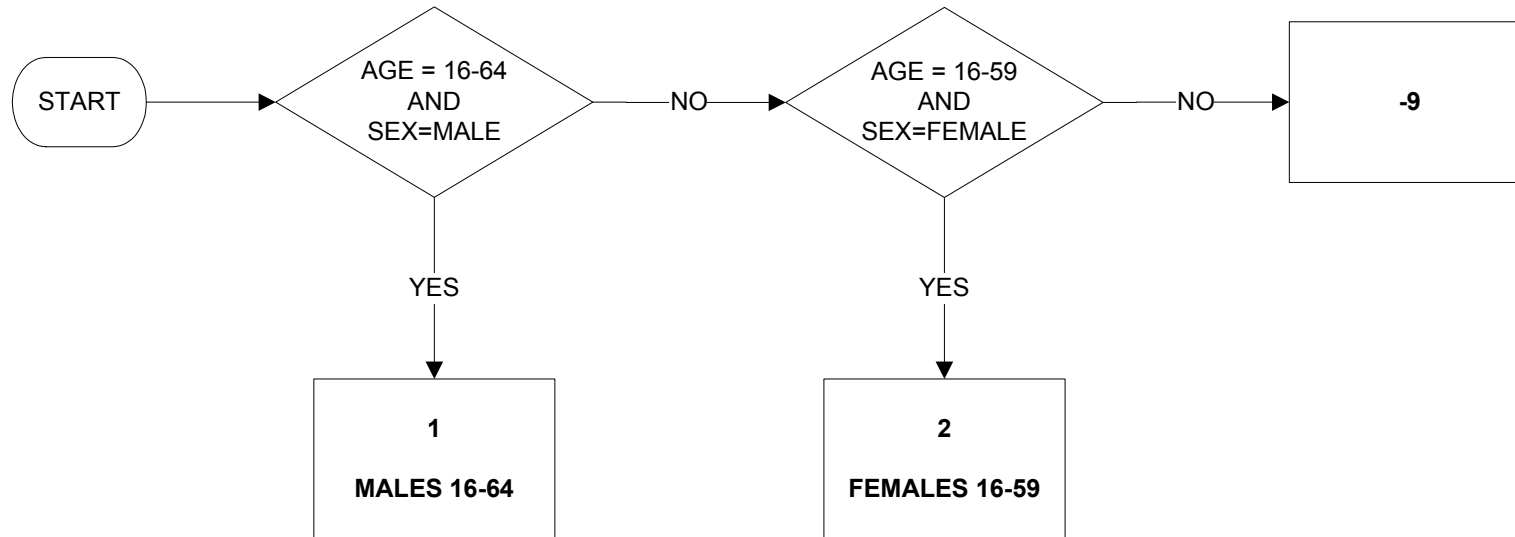 START
AGE = 16-64
AND
SEX=MALE
NO
AGE = 16-59
AND
SEX=FEMALE
NO
-9
YES
YES
1
MALES 16-64
2
FEMALES 16-59